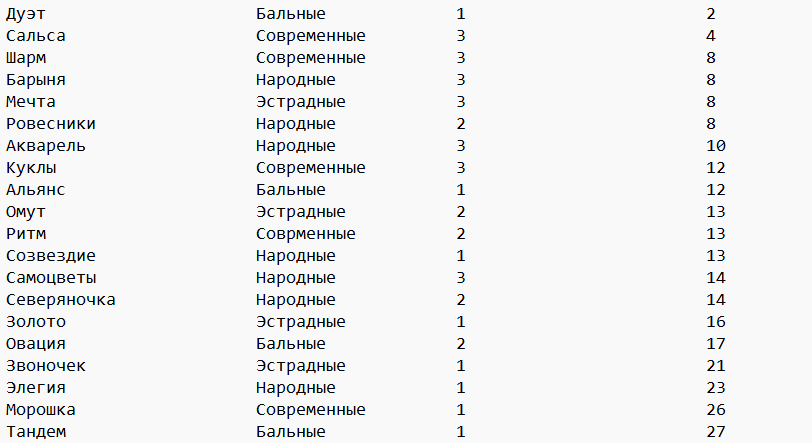 Дуэт Бальные 1 2
Сальса Современные 3 4
Шарм Современные 3 8
Барыня Народные 3 8
Мечта Эстрадные 3 8
Ровесники Народные 2 8
Акварель Народные 3 10
Куклы Современные 3 12
Альянс Бальные 1 12
Омут Эстрадные 2 13
Ритм Соврменные 2 13
Созвездие Народные 1 13
Самоцветы Народные 3 14
Северяночка Народные 2 14
Золото Эстрадные 1 16
Овация Бальные 2 17
Звоночек Эстрадные 1 21
Элегия Народные 1 23
Морошка Современные 1 26
Тандем Бальные 1 27